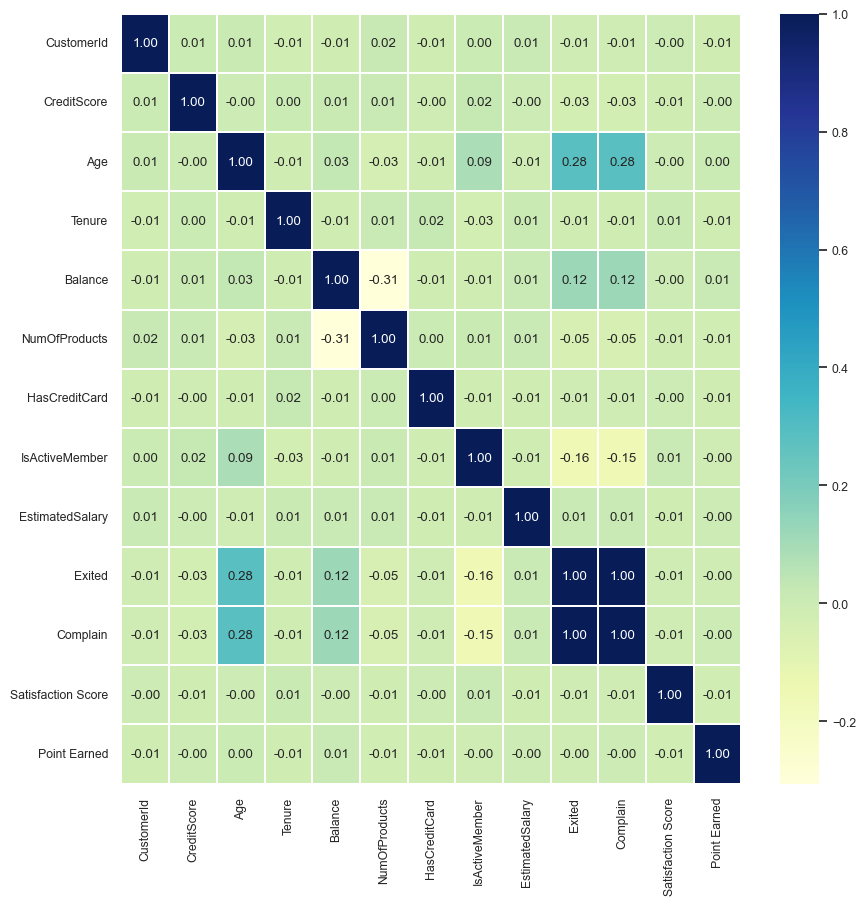 CustomerId 1.00 0.01 0.01 -0.01 -0.01 0.02 -0.01 0.00 0.01 -0.01 -0.01 -0.00 -0.01
CreditScore 0.01 1.00 -0.00 0.00 0.01 0.01 -0.00 0.02 -0.00 -0.03 -0.03 -0.01 -0.00
Age 0.01 -0.00 1.00 -0.01 0.03 -0.03 -0.01 0.09 -0.01 0.28 0.28 -0.00 0.00
Tenure -0.01 0.00 -0.01 1.00 -0.01 0.01 0.02 -0.03 0.01 -0.01 -0.01 0.01 -0.01
Balance -0.01 0.01 0.03 -0.01 1.00 -0.31 -0.01 -0.01 0.01 0.12 0.12 -0.00 0.01
NumOfProducts 0.02 0.01 -0.03 0.01 -0.31 1.00 0.00 0.01 0.01 -0.05 -0.05 -0.01 -0.01
HasCreditCard -0.01 -0.00 -0.01 0.02 -0.01 0.00 1.00 -0.01 -0.01 -0.01 -0.01 -0.00 -0.01
IsActiveMember 0.00 0.02 0.09 -0.03 -0.01 0.01 -0.01 1.00 -0.01 -0.16 -0.15 0.01 -0.00
EstimatedSalary 0.01 -0.00 -0.01 0.01 0.01 0.01 -0.01 -0.01 1.00 0.01 0.01 -0.01 -0.00
Exited -0.01 -0.03 0.28 -0.01 0.12 -0.05 -0.01 -0.16 0.01 1.00 1.00 -0.01 -0.00
Complain -0.01 -0.03 0.28 -0.01 0.12 -0.05 -0.01 -0.15 0.01 1.00 1.00 -0.01 -0.00
Satisfaction Score -0.00 -0.01 -0.00 0.01 -0.00 -0.01 -0.00 0.01 -0.01 -0.01 -0.01 1.00 -0.01
Point Earned -0.01 -0.00 0.00 -0.01 0.01 -0.01 -0.01 -0.00 -0.00 -0.00 -0.00 -0.01 1.00
CustomerId
CreditScore
Age
Tenure
Balance
NumOfProducts
HasCreditCard
IsActiveMember
EstimatedSalary
Exited
Complain
Satisfaction Score
Point Earned
1.0
0.8
0.6
0.4
0.2
0.0
−0.2